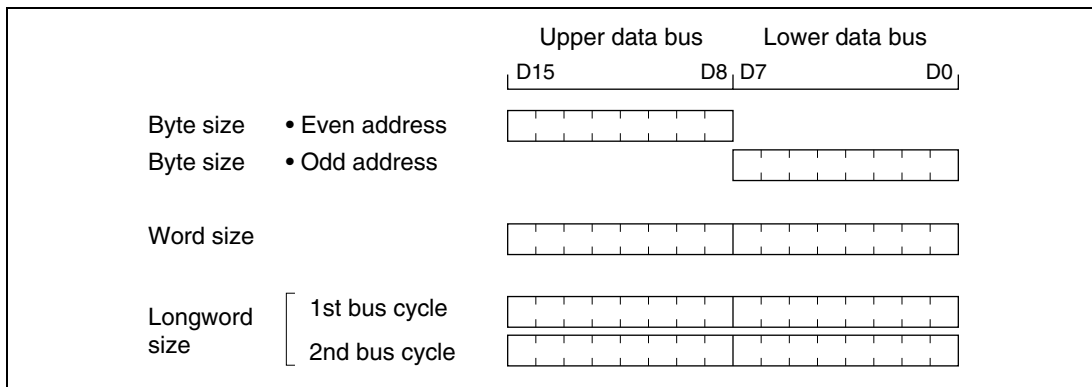 Upper data bus Lower data bus
D15 D8 D7 D0
Byte size • Even address
Byte size • Odd address
Word size
Longword size 1st bus cycle
2nd bus cycle